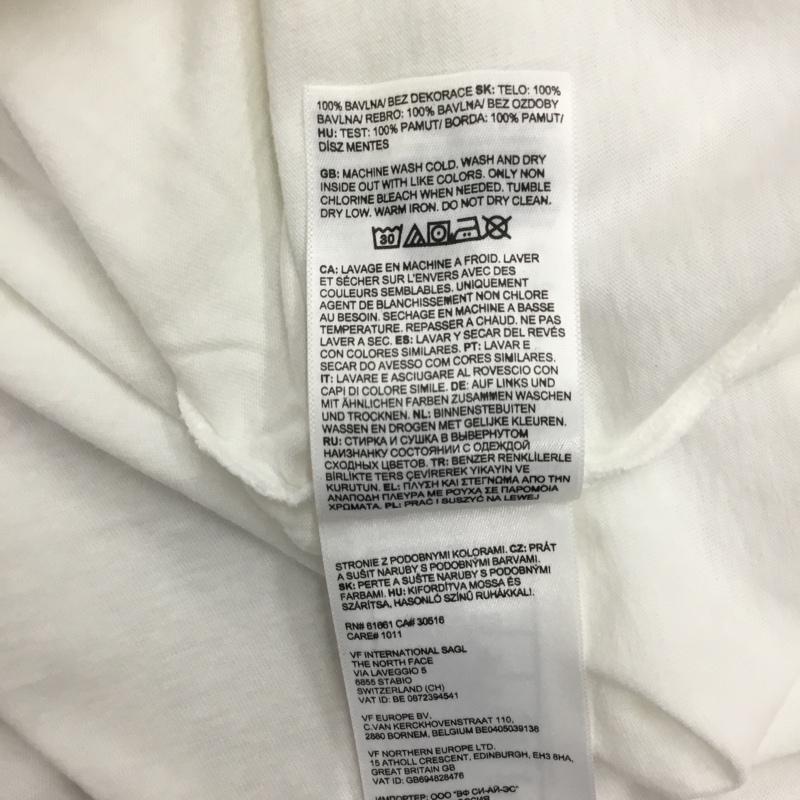 100% BAVLNA/ BEZ DEKORACE SK: TELO: 100%
BAVLNA/ REBRO: 100% BAVLNA/ BEZ OZDOBY
HU: TEST: 100% PAMUT/ BORDA: 100% PAMUT/
DÍSZ MENTES
GB: MACHINE WASH COLD. WASH AND DRY
INSIDE OUT WITH LIKE COLORS. ONLY NON
CHLORINE BLEACH WHEN NEEDED. TUMBLE
DRY LOW. WARM IRON. DO NOT DRY CLEAN.
30
CA: LAVAGE EN MACHINE A FROID. LAVER
ET SÉCHER SUR L'ENVERS AVEC DES
COULEURS SEMBLABLES. UNIQUEMENT
AGENT DE BLANCHISSEMENT NON CHLORE
AU BESOIN. SECHAGE EN MACHINE A BASSE
TEMPERATURE. REPASSER A CHAUD. NE PAS
LAVER A SEC. ES: LAVAR Y SECAR DEL REVÉS
CON COLORES SIMILARES. PT: LAVAR E
SECAR DO AVESSO COM CORES SIMILARES.
IT: LAVARE E ASCIUGARE AL ROVESCIO CON
CAPI DI COLORE SIMILE. DE: AUF LINKS UND
MIT ÄHNLICHEN FARBEN ZUSAMMEN WASCHEN
UND TROCKNEN. NL: BINNENSTEBUITEN
WASSEN EN DROGEN MET GELIJKE KLEUREN.
RU: СТИРКА И СУШКА В ВЫВЕРНУТОМ
НАИЗНАНКУ СОСТОЯНИИ С ОДЕЖДОЙ
СХОДНЫХ ЦВЕТОВ. TR: BENZER RENKLİLERLE
BİRLİKTE TERS ÇEVİREREK YIKAYIN VE
KURUTUN. EL: ΠΛΥΣΗ ΚΑΙ ΣΤΕΓΝΩΜΑ ΑΠΟ ΤΗΝ
ΑΝΑΠΟΔΗ ΠΛΕΥΡΑ ΜΕ ΡΟΥΧΑ ΣΕ ΠΑΡΟΜΟΙΑ
ΧΡΩΜΑΤΑ. PL: PRAĆ I SUSZYĆ NA LEWEJ
STRONIE Z PODOBNYMI KOLORAMI. CZ: PRÁT
A SUŠIT NARUBY S PODOBNÝMI BARVAMI.
SK: PERTE A SUŠTE NARUBY S PODOBNÝMI
FARBAMI. HU: KIFORDÍTVA MOSSA ÉS
SZÁRÍTSA, HASONLÓ SZÍNŰ RUHÁKKAL!.
RN# 61661 CA# 30516
CARE# 1011
VF INTERNATIONAL SAGL
THE NORTH FACE
VIA LAVEGGIO 5
6855 STABIO
SWITZERLAND (CH)
VAT ID: BE 0872394541
VF EUROPE BV.
C.VAN KERCKHOVENSTRAAT 110,
2880 BORNEM, BELGIUM BE0405039138
VF NORTHERN EUROPE LTD.
15 ATHOLL CRESCENT, EDINBURGH, EH3 8HA,
GREAT BRITAIN GB
VAT ID: GB694828476
ИМПОРТЕР: ООО "ВФ СИ-АЙ-ЭС"